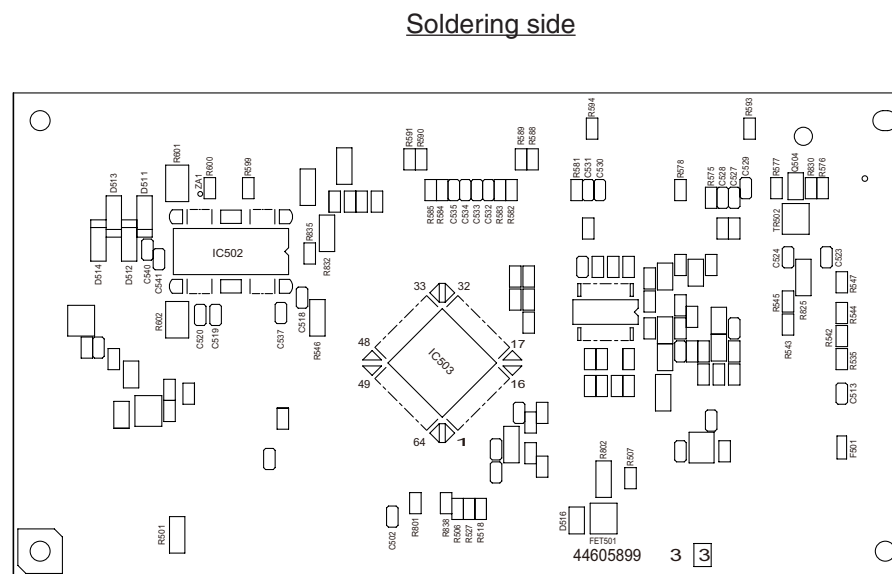 Soldering side
R594
R593
R591
R590
R589
R588
R601
R600
ZA1
R599
D513
D511
R581
C531
C530
R578
R575
C528
C527
C529
R577
Q504
R830
R576
R585
R584
C535
C534
C533
C532
R583
R582
TR502
R835
R832
IC502
D514
D512
C540
C541
C524
C523
R547
R545
R825
R544
33
32
R602
C520
C519
C537
C518
R546
R543
R542
R535
48
17
IC503
49
16
C513
64
1
R802
R507
F501
R501
C502
R801
R838
R506
R527
R518
D516
FET501
44605899 3 3